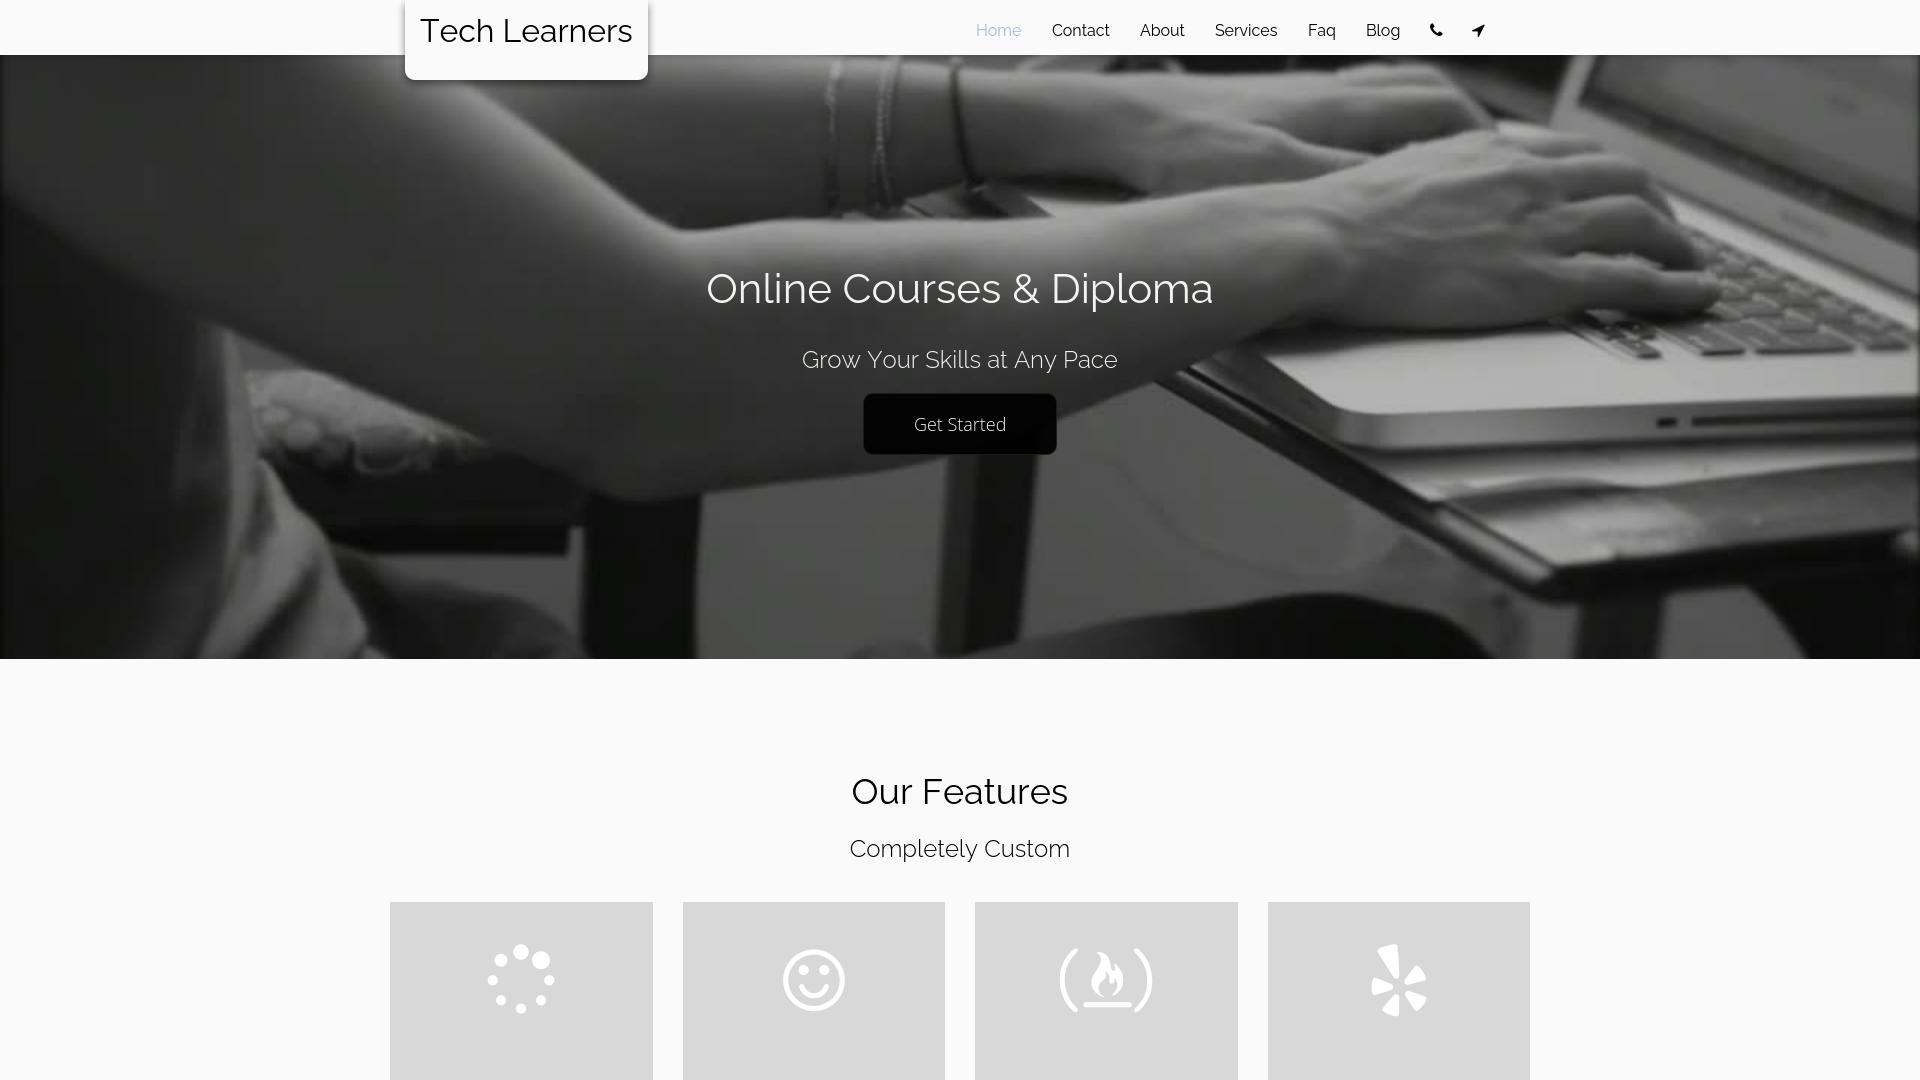 Tech Learners
Home Contact About Services Faq Blog
Online Courses & Diploma
Grow Your Skills at Any Pace
Get Started
Our Features
Completely Custom